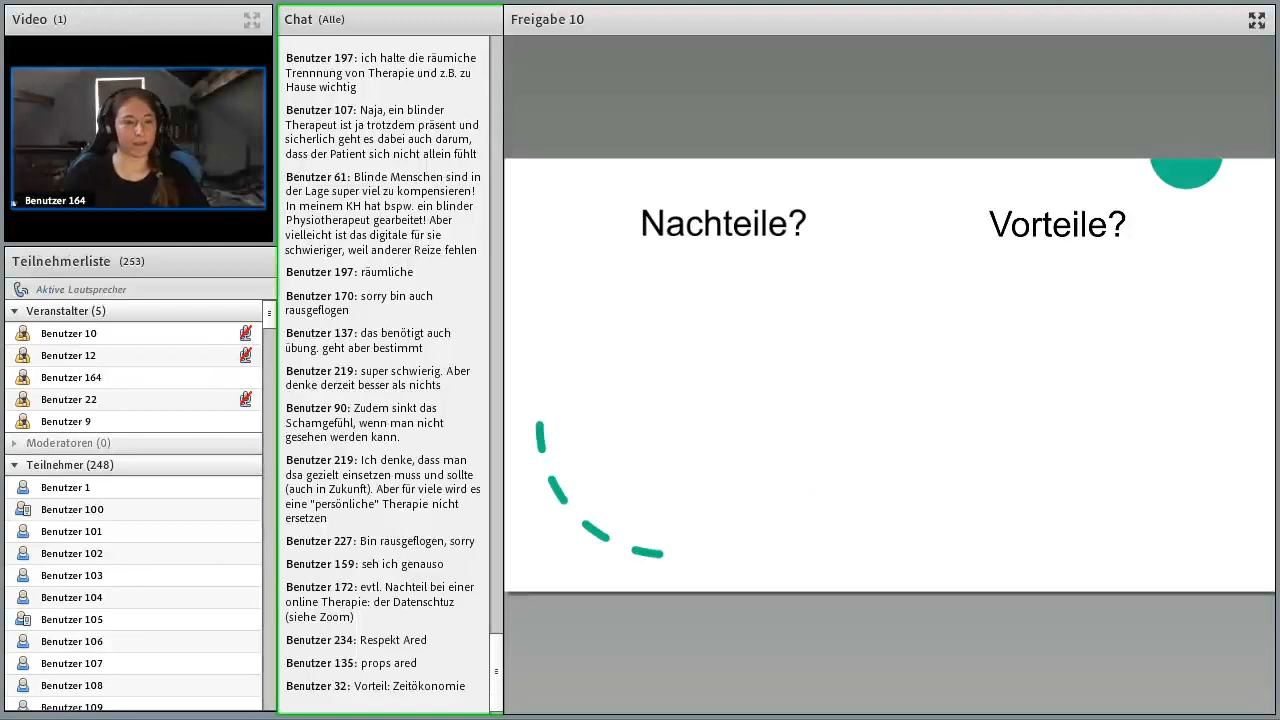 Video (1)
Benutzer 164
Teilnehmerliste (253)
Aktive Lautsprecher
Veranstalter (5)
Benutzer 10
Benutzer 12
Benutzer 164
Benutzer 22
Benutzer 9
Moderatoren (0)
Teilnehmer (248)
Benutzer 1
Benutzer 100
Benutzer 101
Benutzer 102
Benutzer 103
Benutzer 104
Benutzer 105
Benutzer 106
Benutzer 107
Benutzer 108
Benutzer 109
Chat (Alle)
Benutzer 197: ich halte die räumiche
Trennnung von Therapie und z.B. zu
Hause wichtig
Benutzer 107: Naja, ein blinder
Therapeut ist ja trotzdem präsent und
sicherlich geht es dabei auch darum,
dass der Patient sich nicht allein fühlt
Benutzer 61: Blinde Menschen sind in
der Lage super viel zu kompensieren!
In meinem KH hat bspw. ein blinder
Physiotherapeut gearbeitet! Aber
vielleicht ist das digitale für sie
schwieriger, weil anderer Reize fehlen
Benutzer 197: räumliche
Benutzer 170: sorry bin auch
rausgeflogen
Benutzer 137: das benötigt auch
übung. geht aber bestimmt
Benutzer 219: super schwierig. Aber
denke derzeit besser als nichts
Benutzer 90: Zudem sinkt das
Schamgefühl, wenn man nicht
gesehen werden kann.
Benutzer 219: Ich denke, dass man
dsa gezielt einsetzen muss und sollte
(auch in Zukunft). Aber für viele wird es
eine "persönliche" Therapie nicht
ersetzen
Benutzer 227: Bin rausgeflogen, sorry
Benutzer 159: seh ich genauso
Benutzer 172: evtl. Nachteil bei einer
online Therapie: der Datenschtuz
(siehe Zoom)
Benutzer 234: Respekt Ared
Benutzer 135: props ared
Benutzer 32: Vorteil: Zeitökonomie
Freigabe 10
Nachteile?
Vorteile?